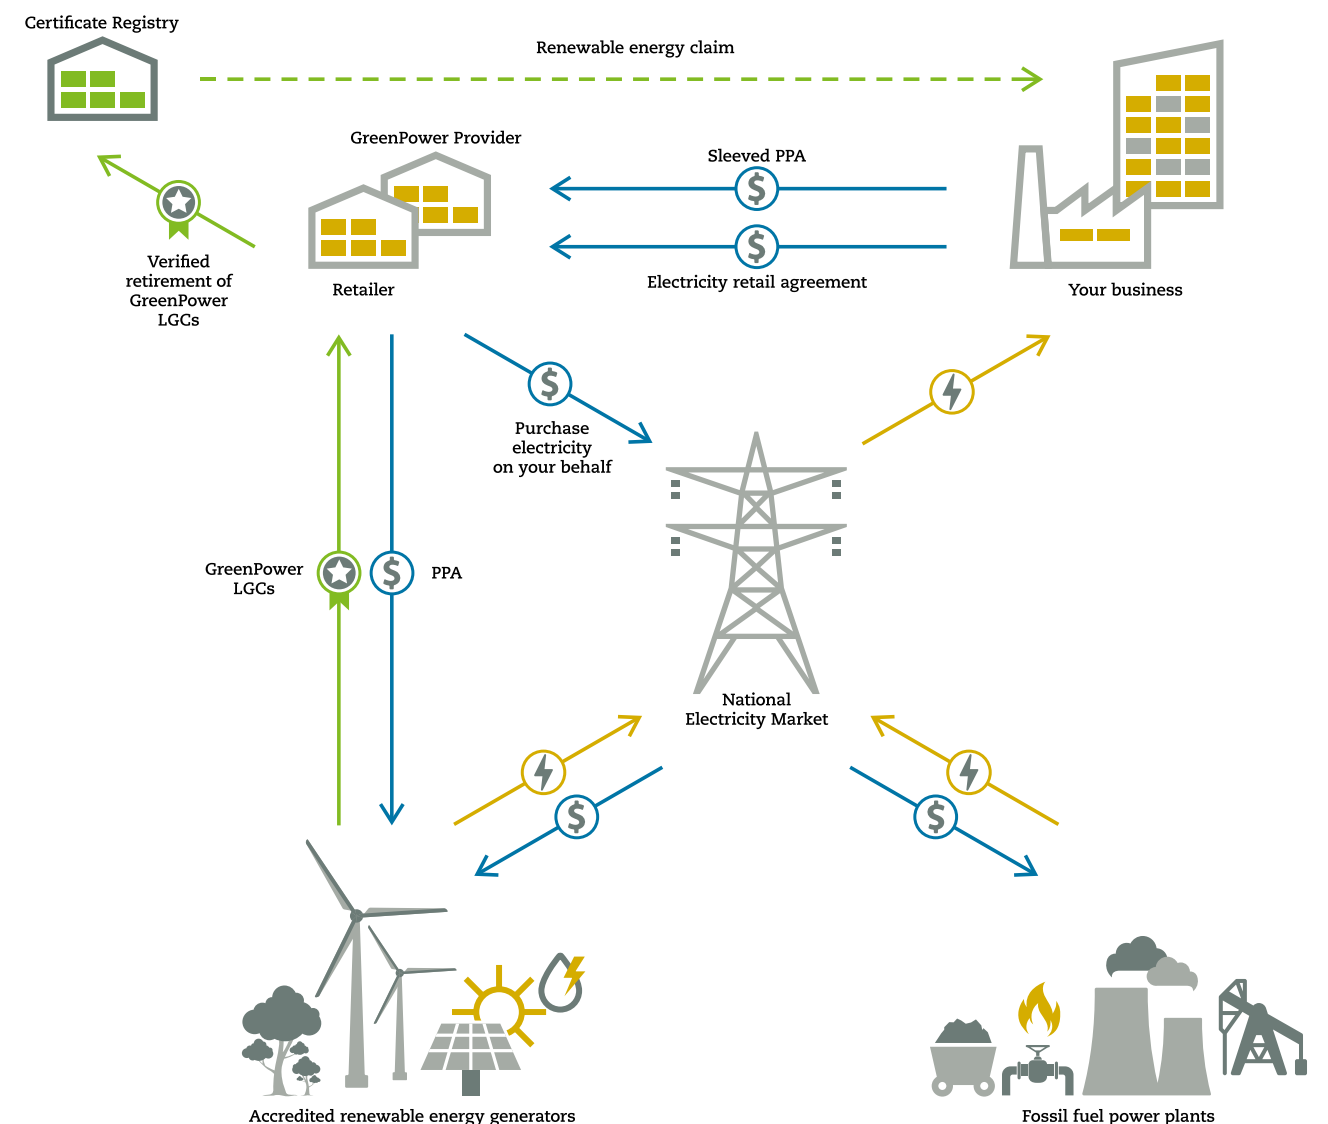 Certificate Registry
Renewable energy claim
GreenPower Provider
Sleeved PPA
$
Verified
retirement of
GreenPower
LGCs
Retailer
$
Electricity retail agreement
Your business
$
Purchase
electricity
on your behalf
GreenPower
LGCs
$
PPA
National
Electricity Market
$
$
Accredited renewable energy generators
Fossil fuel power plants